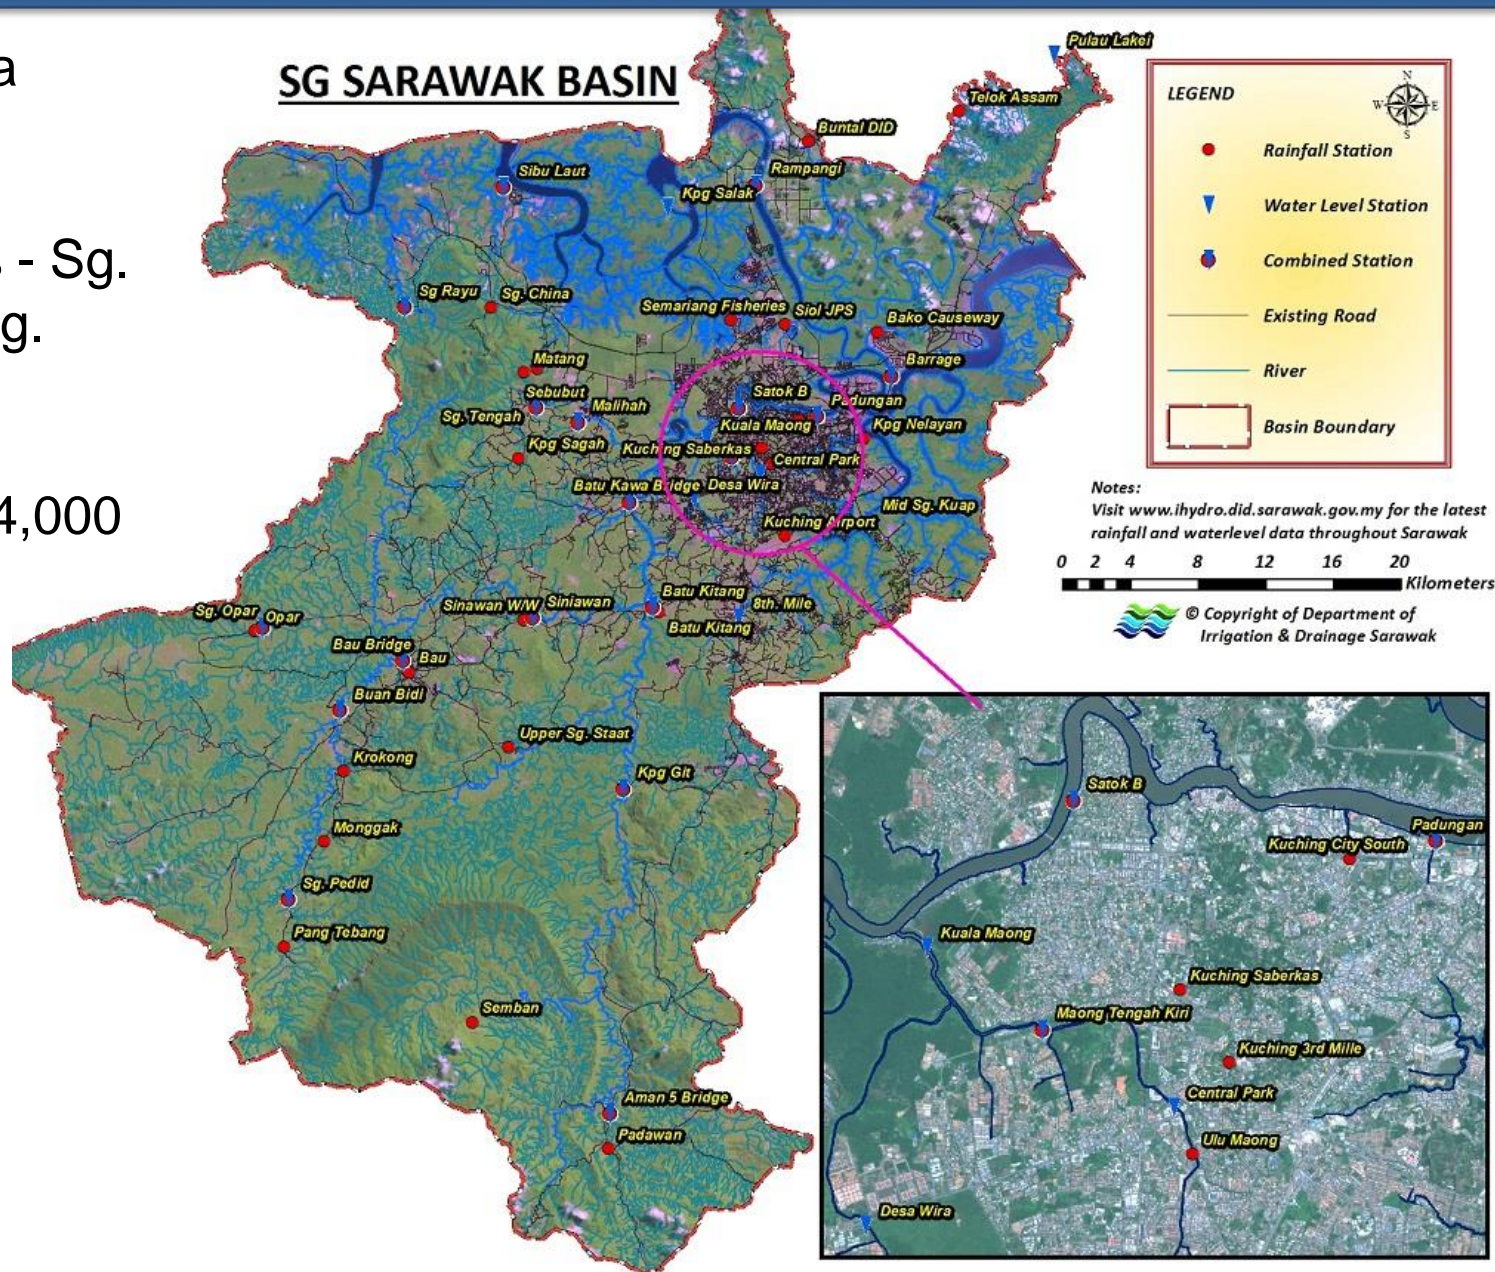 a
s - Sg.
g.
4,000
SG SARAWAK BASIN
Pulau Lakei
Telok Assam
Buntal DID
Rampangi
Sibu Laut
Kpg Salak
Sg Rayu
Sg. China
Semariang Fisheries
Siol JPS
Bako Causeway
Barrage
Matang
Sebubut
Satok B
Padungan
Sg. Tengah
Malihah
Kuala Maong
Kpg Nelayan
Kpg Sagah
Kuching Saberkas
Central Park
Batu Kawa Bridge
Desa Wira
Mid Sg. Kuap
Kuching Airport
Batu Kitang
8th. Mile
Sinawan W/W
Siniawan
Sg. Opar
Opar
Batu Kitang
Bau Bridge
Bau
Buan Bidi
Upper Sg. Staat
Krokong
Kpg Git
Monggak
Sg. Pedid
Pang Tebang
Semban
Aman 5 Bridge
Padawan
LEGEND
N
W E
S
Rainfall Station
Water Level Station
Combined Station
Existing Road
River
Basin Boundary
Notes:
Visit www.ihydro.did.sarawak.gov.my for the latest
rainfall and waterlevel data throughout Sarawak
0 2 4 8 12 16 20
Kilometers
© Copyright of Department of
Irrigation & Drainage Sarawak
Satok B
Padungan
Kuching City South
Kuala Maong
Kuching Saberkas
Maong Tengah Kiri
Kuching 3rd Mille
Central Park
Ulu Maong
Desa Wira